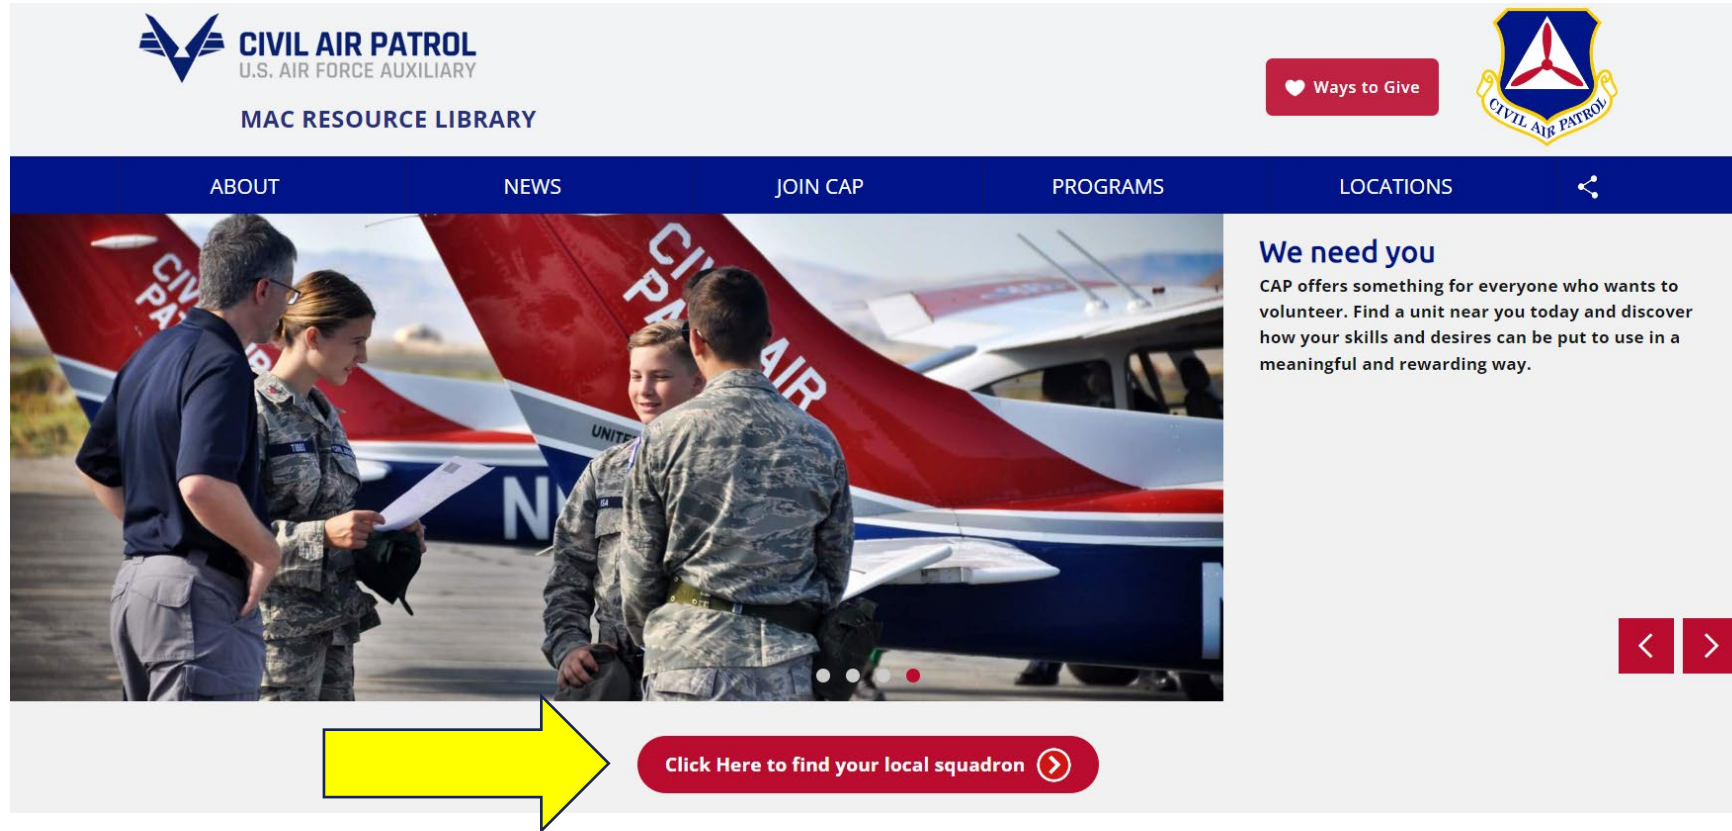 CIVIL AIR PATROL
U.S. AIR FORCE AUXILIARY
MAC RESOURCE LIBRARY
Ways to Give
CIVIL AIR PATROL
ABOUT
NEWS
JOIN CAP
PROGRAMS
LOCATIONS
CIVIL
AIR
UNITE
N
We need you
CAP offers something for everyone who wants to
volunteer. Find a unit near you today and discover
how your skills and desires can be put to use in a
meaningful and rewarding way.
Click Here to find your local squadron